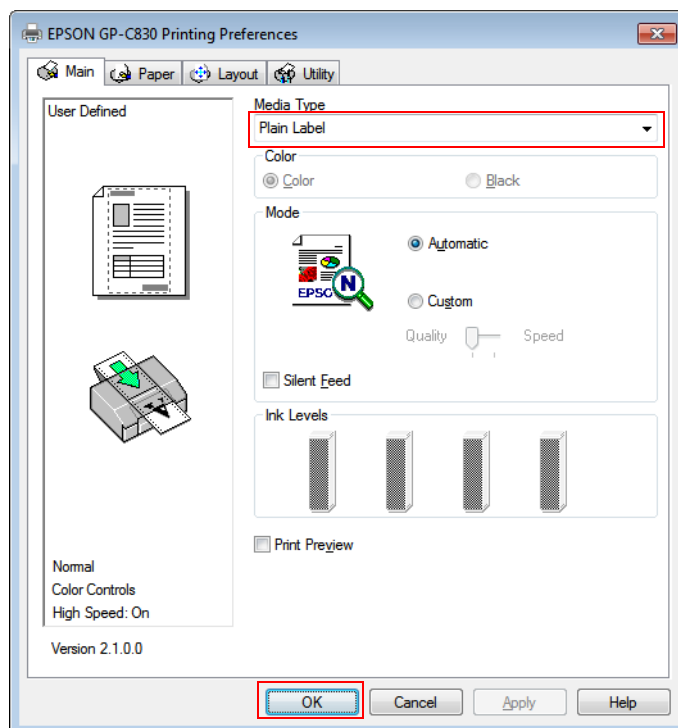 EPSON GP-C830 Printing Preferences
Main Paper Layout Utility
User Defined
Media Type
Plain Label
Color
Color Black
Mode
EPSO N
Automatic
Custom
Quality Speed
Silent Feed
Ink Levels
Print Preview
Normal
Color Controls
High Speed: On
Version 2.1.0.0
OK Cancel Apply Help